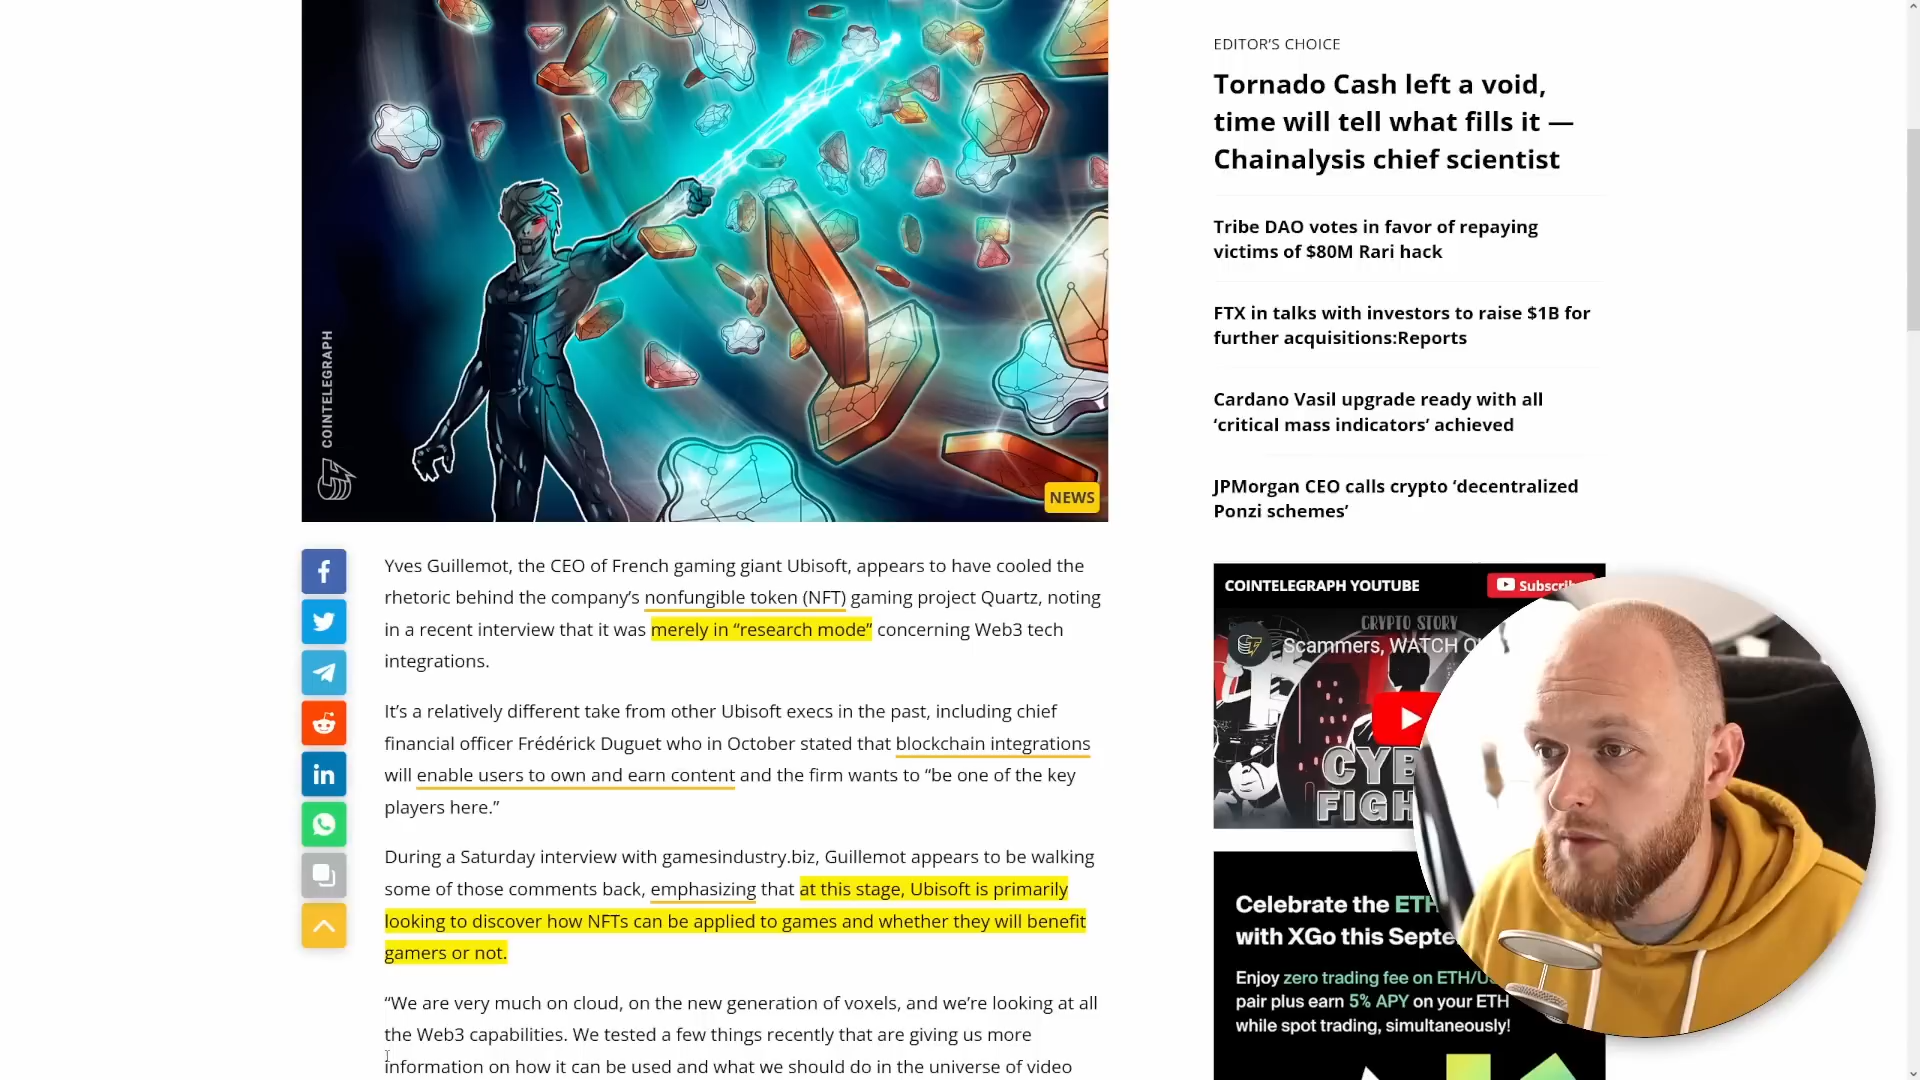 COINTELEGRAPH
NEWS
Yves Guillemot, the CEO of French gaming giant Ubisoft, appears to have cooled the
rhetoric behind the company’s nonfungible token (NFT) gaming project Quartz, noting
in a recent interview that it was merely in “research mode” concerning Web3 tech
integrations.
It’s a relatively different take from other Ubisoft execs in the past, including chief
financial officer Frédérick Duguet who in October stated that blockchain integrations
will enable users to own and earn content and the firm wants to “be one of the key
players here.”
During a Saturday interview with gamesindustry.biz, Guillemot appears to be walking
some of those comments back, emphasizing that at this stage, Ubisoft is primarily
looking to discover how NFTs can be applied to games and whether they will benefit
gamers or not.
“We are very much on cloud, on the new generation of voxels, and we’re looking at all
the Web3 capabilities. We tested a few things recently that are giving us more
information on how it can be used and what we should do in the universe of video
EDITOR’S CHOICE
Tornado Cash left a void,
time will tell what fills it —
Chainalysis chief scientist
Tribe DAO votes in favor of repaying
victims of $80M Rari hack
FTX in talks with investors to raise $1B for
further acquisitions:Reports
Cardano Vasil upgrade ready with all
‘critical mass indicators’ achieved
JPMorgan CEO calls crypto ‘decentralized
Ponzi schemes’
COINTELEGRAPH YOUTUBE
CRYPTO STORY
Scammers, WATCH
Celebrate the ETH
with XGo this
Enjoy zero trading fee on
pair plus earn 5% APY on your ETH
while spot trading, simultaneously!